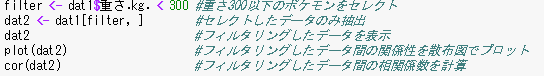 filter <- dat1$重さ.kg. < 300 #重さ300以下のポケモンをセレクト
dat2 <- dat1[filter, ] #セレクトしたデータのみ抽出
dat2 #フィルタリングしたデータを表示
plot(dat2) #フィルタリングしたデータ間の関係性を散布図でプロット
cor(dat2) #フィルタリングしたデータ間の相関係数を計算